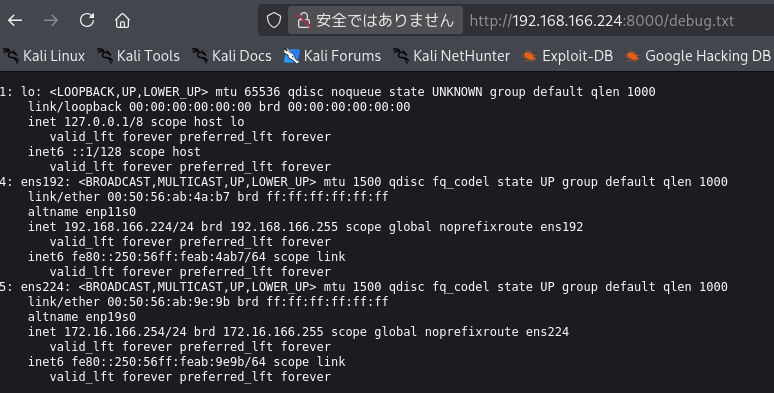 安全ではありません http://192.168.166.224:8000/debug.txt
Kali Linux Kali Tools Kali Docs Kali Forums Kali NetHunter Exploit-DB Google Hacking DB
1: lo: <LOOPBACK,UP,LOWER_UP> mtu 65536 qdisc noqueue state UNKNOWN group default qlen 1000
link/loopback 00:00:00:00:00:00 brd 00:00:00:00:00:00
inet 127.0.0.1/8 scope host lo
valid_lft forever preferred_lft forever
inet6 ::1/128 scope host
valid_lft forever preferred_lft forever
4: ens192: <BROADCAST,MULTICAST,UP,LOWER_UP> mtu 1500 qdisc fq_codel state UP group default qlen 1000
link/ether 00:50:56:ab:4a:b7 brd ff:ff:ff:ff:ff:ff
altname enp11s0
inet 192.168.166.224/24 brd 192.168.166.255 scope global noprefixroute ens192
valid_lft forever preferred_lft forever
inet6 fe80::250:56ff:feab:4ab7/64 scope link
valid_lft forever preferred_lft forever
5: ens224: <BROADCAST,MULTICAST,UP,LOWER_UP> mtu 1500 qdisc fq_codel state UP group default qlen 1000
link/ether 00:50:56:ab:9e:9b brd ff:ff:ff:ff:ff:ff
altname enp19s0
inet 172.16.166.254/24 brd 172.16.166.255 scope global noprefixroute ens224
valid_lft forever preferred_lft forever
inet6 fe80::250:56ff:feab:9e9b/64 scope link
valid_lft forever preferred_lft forever